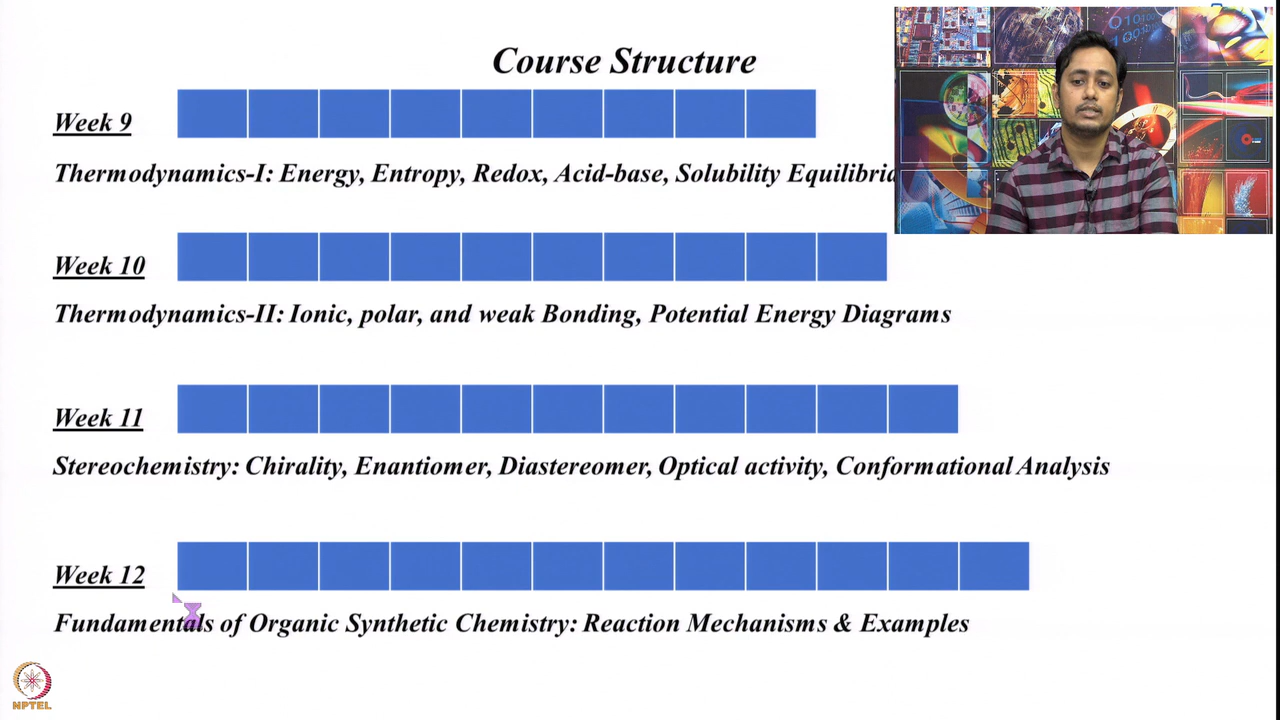 Course Structure
Week 9
Thermodynamics-I: Energy, Entropy, Redox, Acid-base, Solubility Equilibria
Week 10
Thermodynamics-II: Ionic, polar, and weak Bonding, Potential Energy Diagrams
Week 11
Stereochemistry: Chirality, Enantiomer, Diastereomer, Optical activity, Conformational Analysis
Week 12
Fundamentals of Organic Synthetic Chemistry: Reaction Mechanisms & Examples
NPTEL